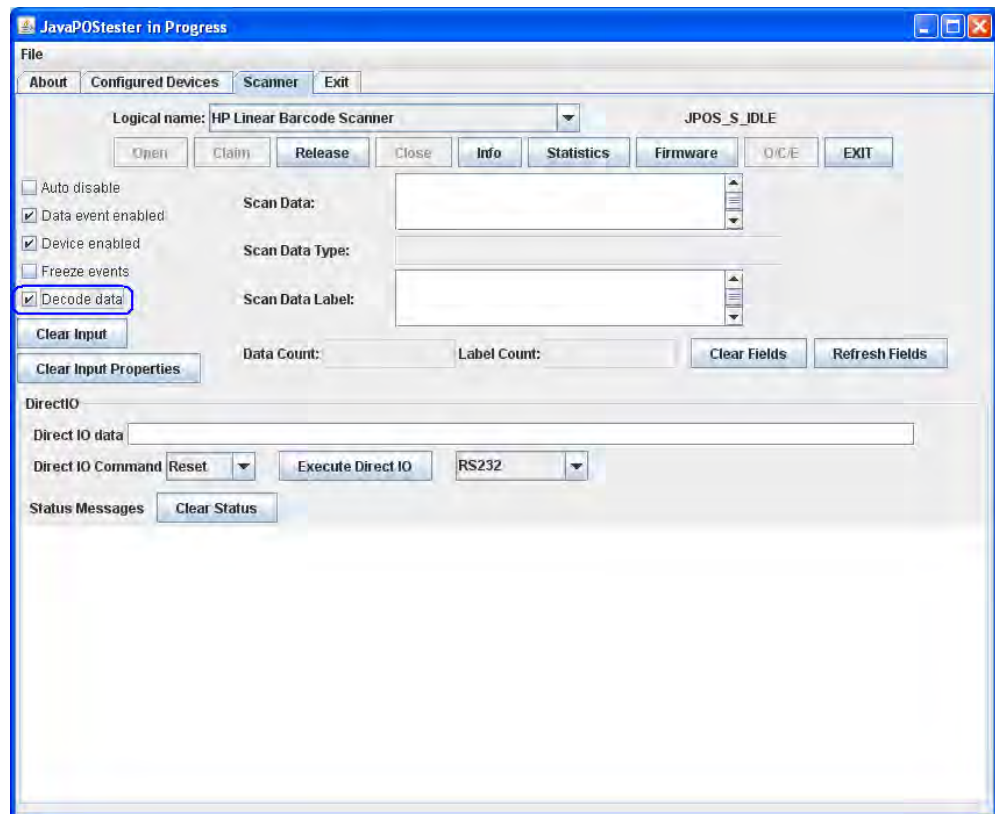 JavaPOStester in Progress
File
About Configured Devices Scanner Exit
Logical name: HP Linear Barcode Scanner JPOS_S_IDLE
Open Claim Release Close Info Statistics Firmware O/C/E EXIT
Auto disable
Data event enabled
Device enabled
Freeze events
Decode data
Clear Input
Clear Input Properties
Scan Data:
Scan Data Type:
Scan Data Label:
Data Count: Label Count: Clear Fields Refresh Fields
DirectIO
Direct IO data
Direct IO Command Reset Execute Direct IO RS232
Status Messages Clear Status